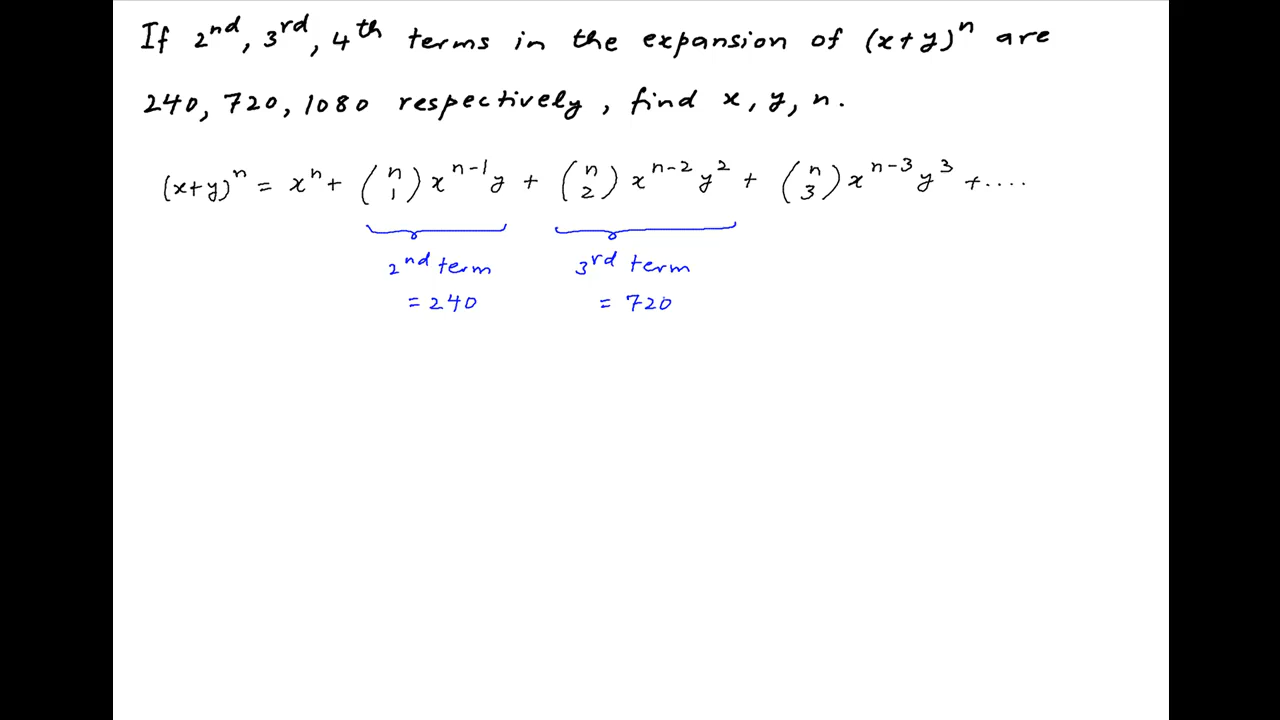 If 2nd, 3rd, 4th terms in the expansion of (x+y)^n are
240, 720, 1080 respectively, find x, y, n.
(x+y)^n = x^n + (n 1) x^{n-1} y + (n 2) x^{n-2} y^2 + (n 3) x^{n-3} y^3 + ....
2nd term 3rd term
= 240 = 720